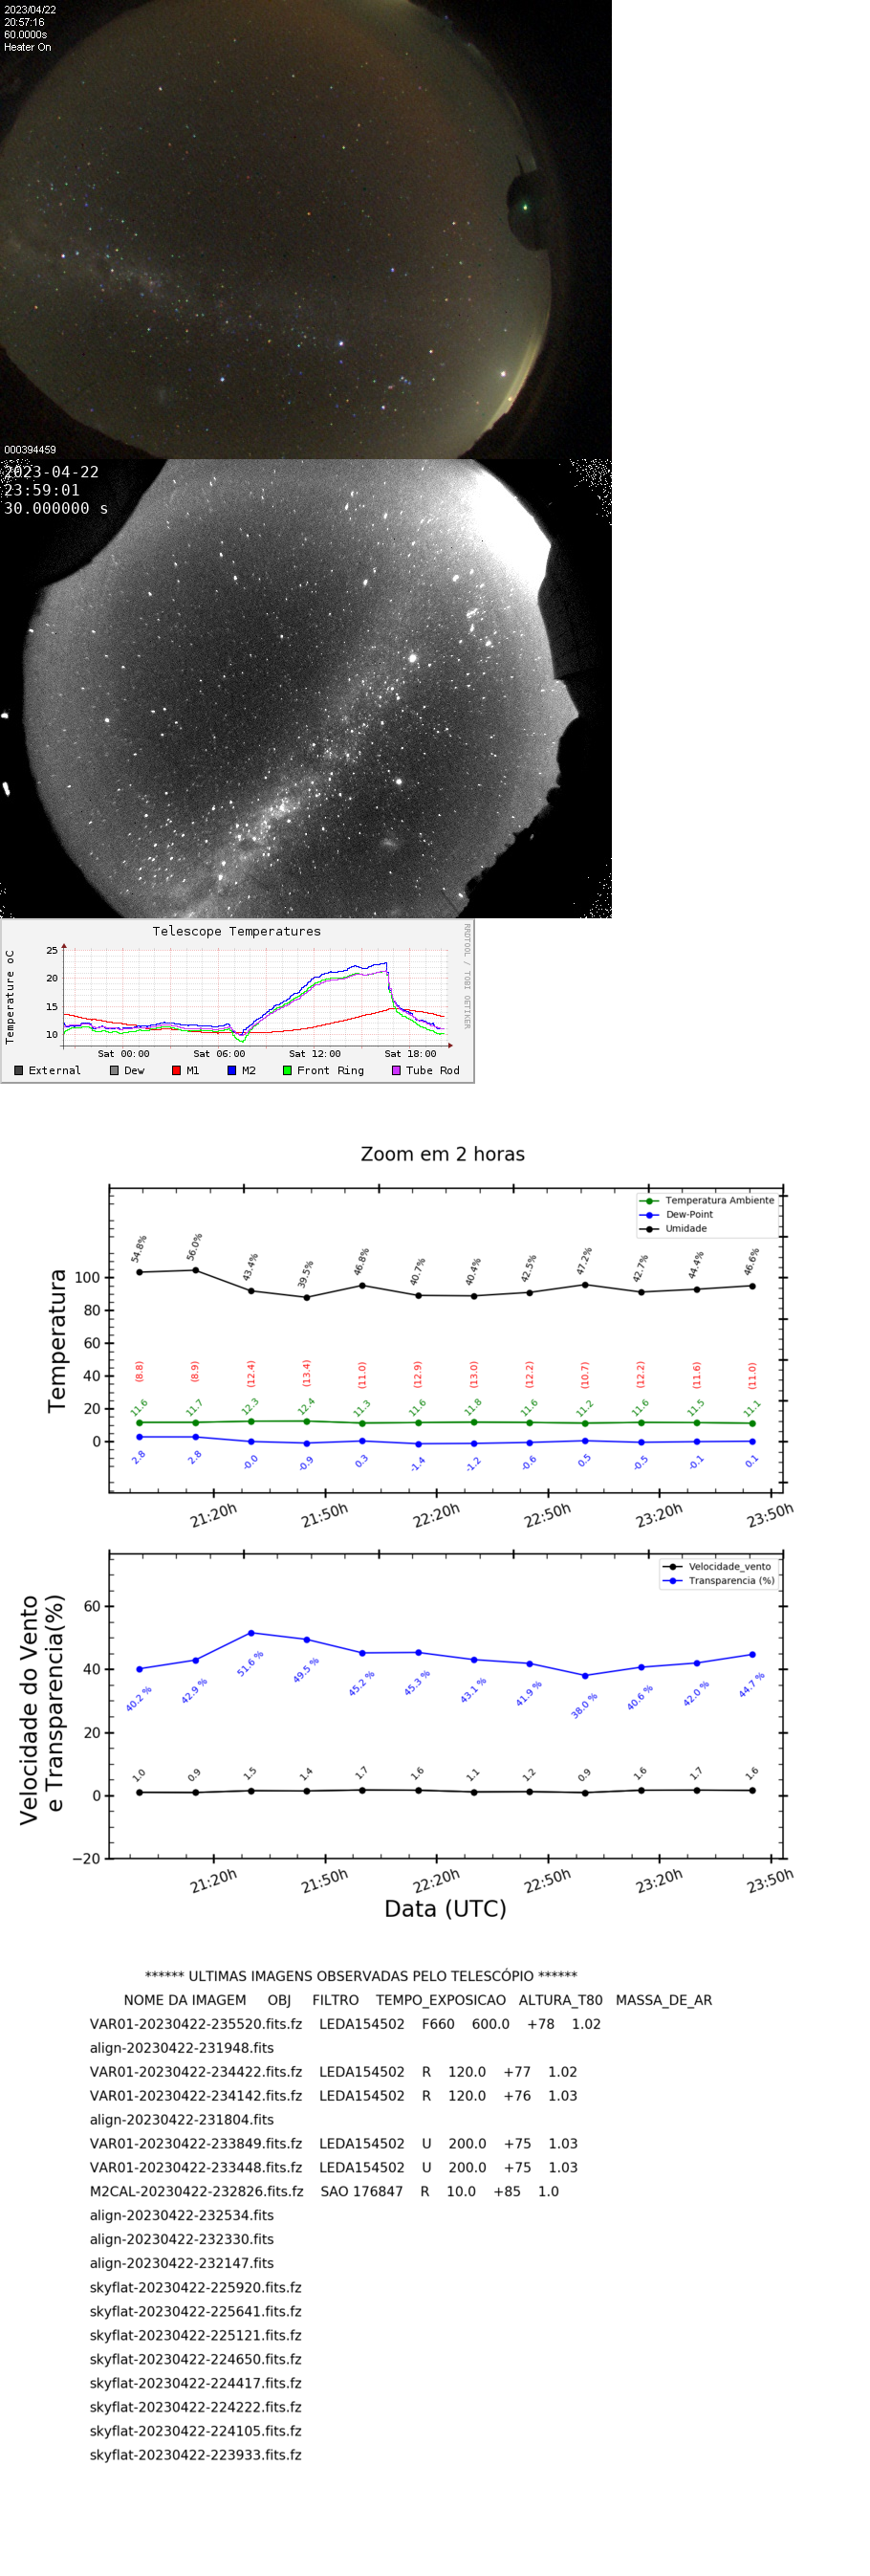 2023/04/22
20:57:16
60.0000s
Heater On
000394459
2023-04-22
23:59:01
30.000000 s
Telescope Temperatures
RRDTOOL / TOBI OETIKER
Temperature oC
25
20
15
10
Sat 00:00 Sat 06:00 Sat 12:00 Sat 18:00
External Dew M1 M2 Front Ring Tube Rod
Zoom em 2 horas
Temperatura Ambiente
Dew-Point
Umidade
Temperatura
100
80
60
40
20
0
54.8% 56.0% 43.4% 39.5% 46.8% 40.7% 40.4% 42.5% 47.2% 42.7% 44.4% 46.6%
(8.8) (8.9) (12.4) (13.4) (11.0) (12.9) (13.0) (12.2) (10.7) (12.2) (11.6) (11.0)
11.6 11.7 12.3 12.4 11.3 11.6 11.8 11.6 11.2 11.6 11.5 11.1
2.8 2.8 -0.0 -0.9 0.3 -1.4 -1.2 -0.6 0.5 -0.5 -0.1 0.1
21:20h 21:50h 22:20h 22:50h 23:20h 23:50h
Velocidade_vento
Transparencia (%)
Velocidade do Vento
e Transparencia(%)
60
40
20
0
−20
40.2 % 42.9 % 51.6 % 49.5 % 45.2 % 45.3 % 43.1 % 41.9 % 38.0 % 40.6 % 42.0 % 44.7 %
1.0 0.9 1.5 1.4 1.7 1.6 1.1 1.2 0.9 1.6 1.7 1.6
21:20h 21:50h 22:20h 22:50h 23:20h 23:50h
Data (UTC)
****** ULTIMAS IMAGENS OBSERVADAS PELO TELESCÓPIO ******
NOME DA IMAGEM OBJ FILTRO TEMPO_EXPOSICAO ALTURA_T80 MASSA_DE_AR
VAR01-20230422-235520.fits.fz LEDA154502 F660 600.0 +78 1.02
align-20230422-231948.fits
VAR01-20230422-234422.fits.fz LEDA154502 R 120.0 +77 1.02
VAR01-20230422-234142.fits.fz LEDA154502 R 120.0 +76 1.03
align-20230422-231804.fits
VAR01-20230422-233849.fits.fz LEDA154502 U 200.0 +75 1.03
VAR01-20230422-233448.fits.fz LEDA154502 U 200.0 +75 1.03
M2CAL-20230422-232826.fits.fz SAO 176847 R 10.0 +85 1.0
align-20230422-232534.fits
align-20230422-232330.fits
align-20230422-232147.fits
skyflat-20230422-225920.fits.fz
skyflat-20230422-225641.fits.fz
skyflat-20230422-225121.fits.fz
skyflat-20230422-224650.fits.fz
skyflat-20230422-224417.fits.fz
skyflat-20230422-224222.fits.fz
skyflat-20230422-224105.fits.fz
skyflat-20230422-223933.fits.fz